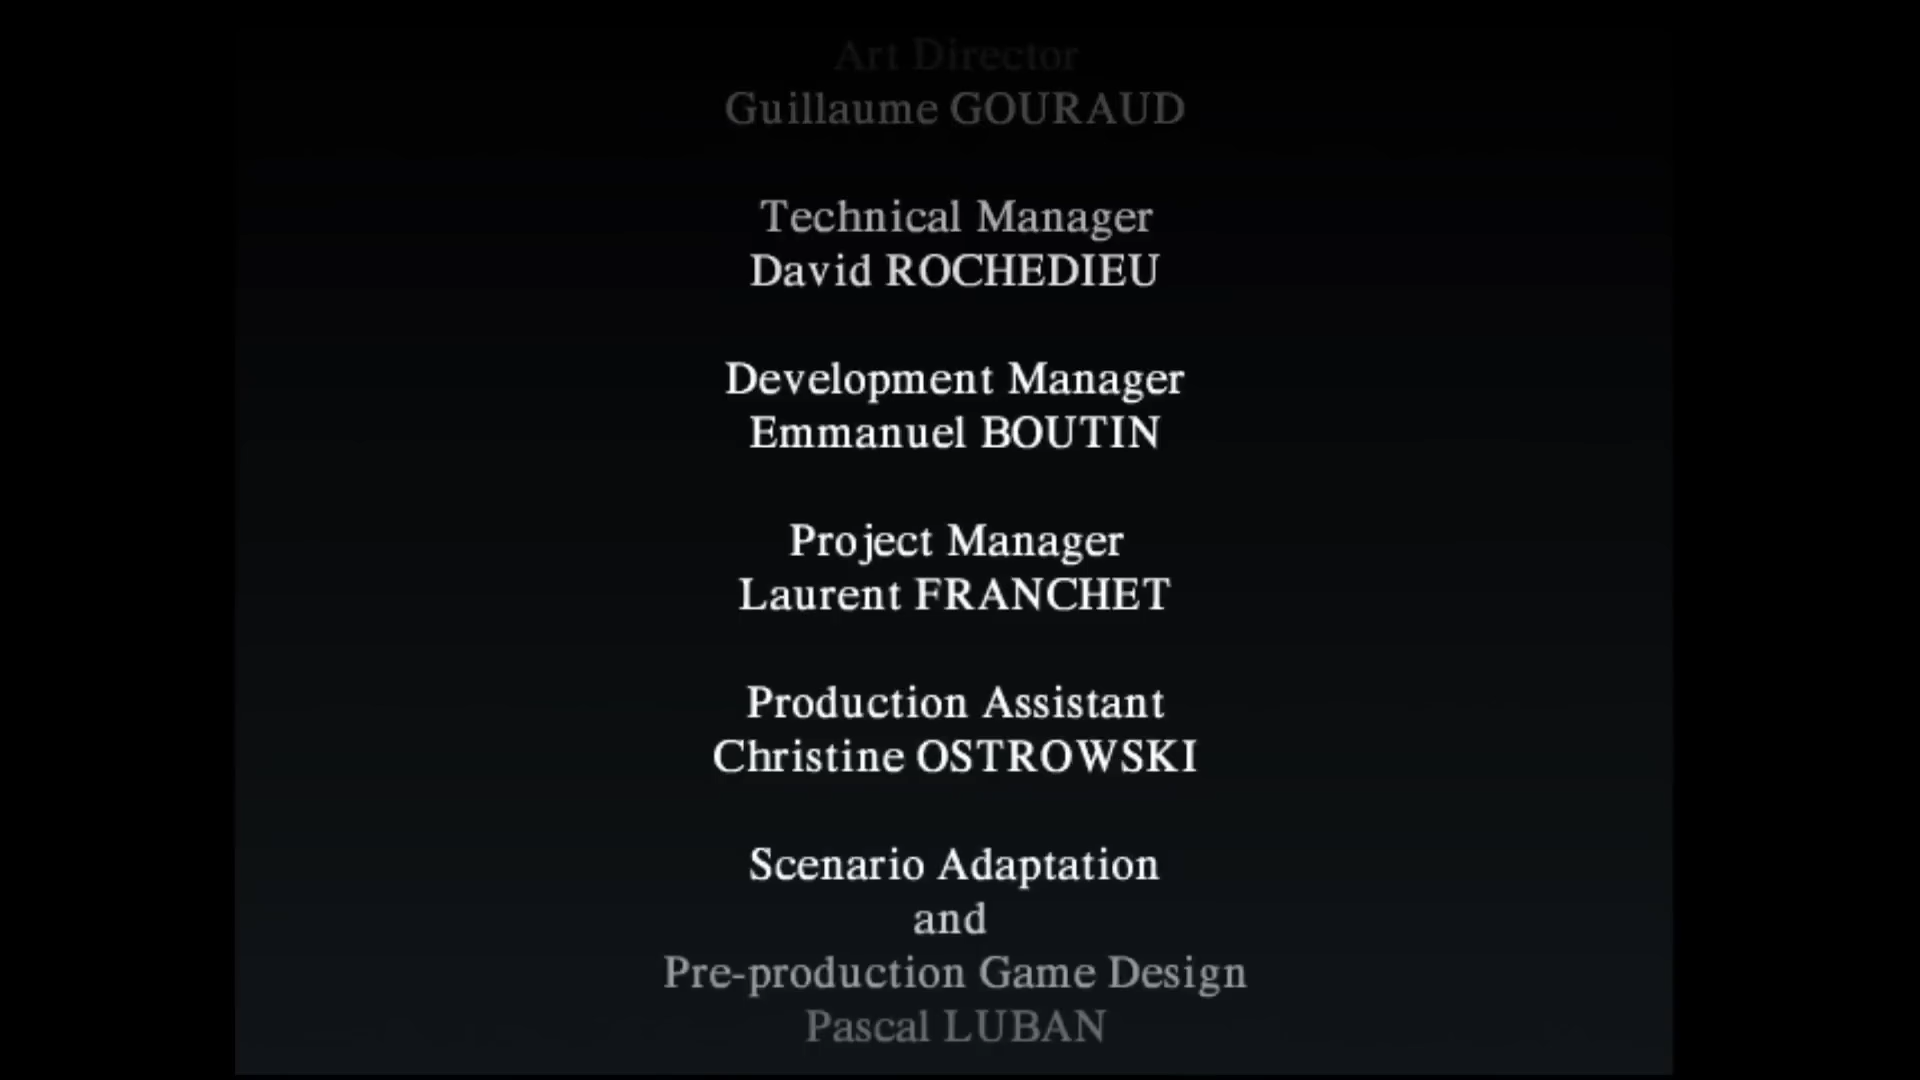 Art Director
Guillaume GOURAUD
Technical Manager
David ROCHEDIEU
Development Manager
Emmanuel BOUTIN
Project Manager
Laurent FRANCHET
Production Assistant
Christine OSTROWSKI
Scenario Adaptation
and
Pre-production Game Design
Pascal LUBAN